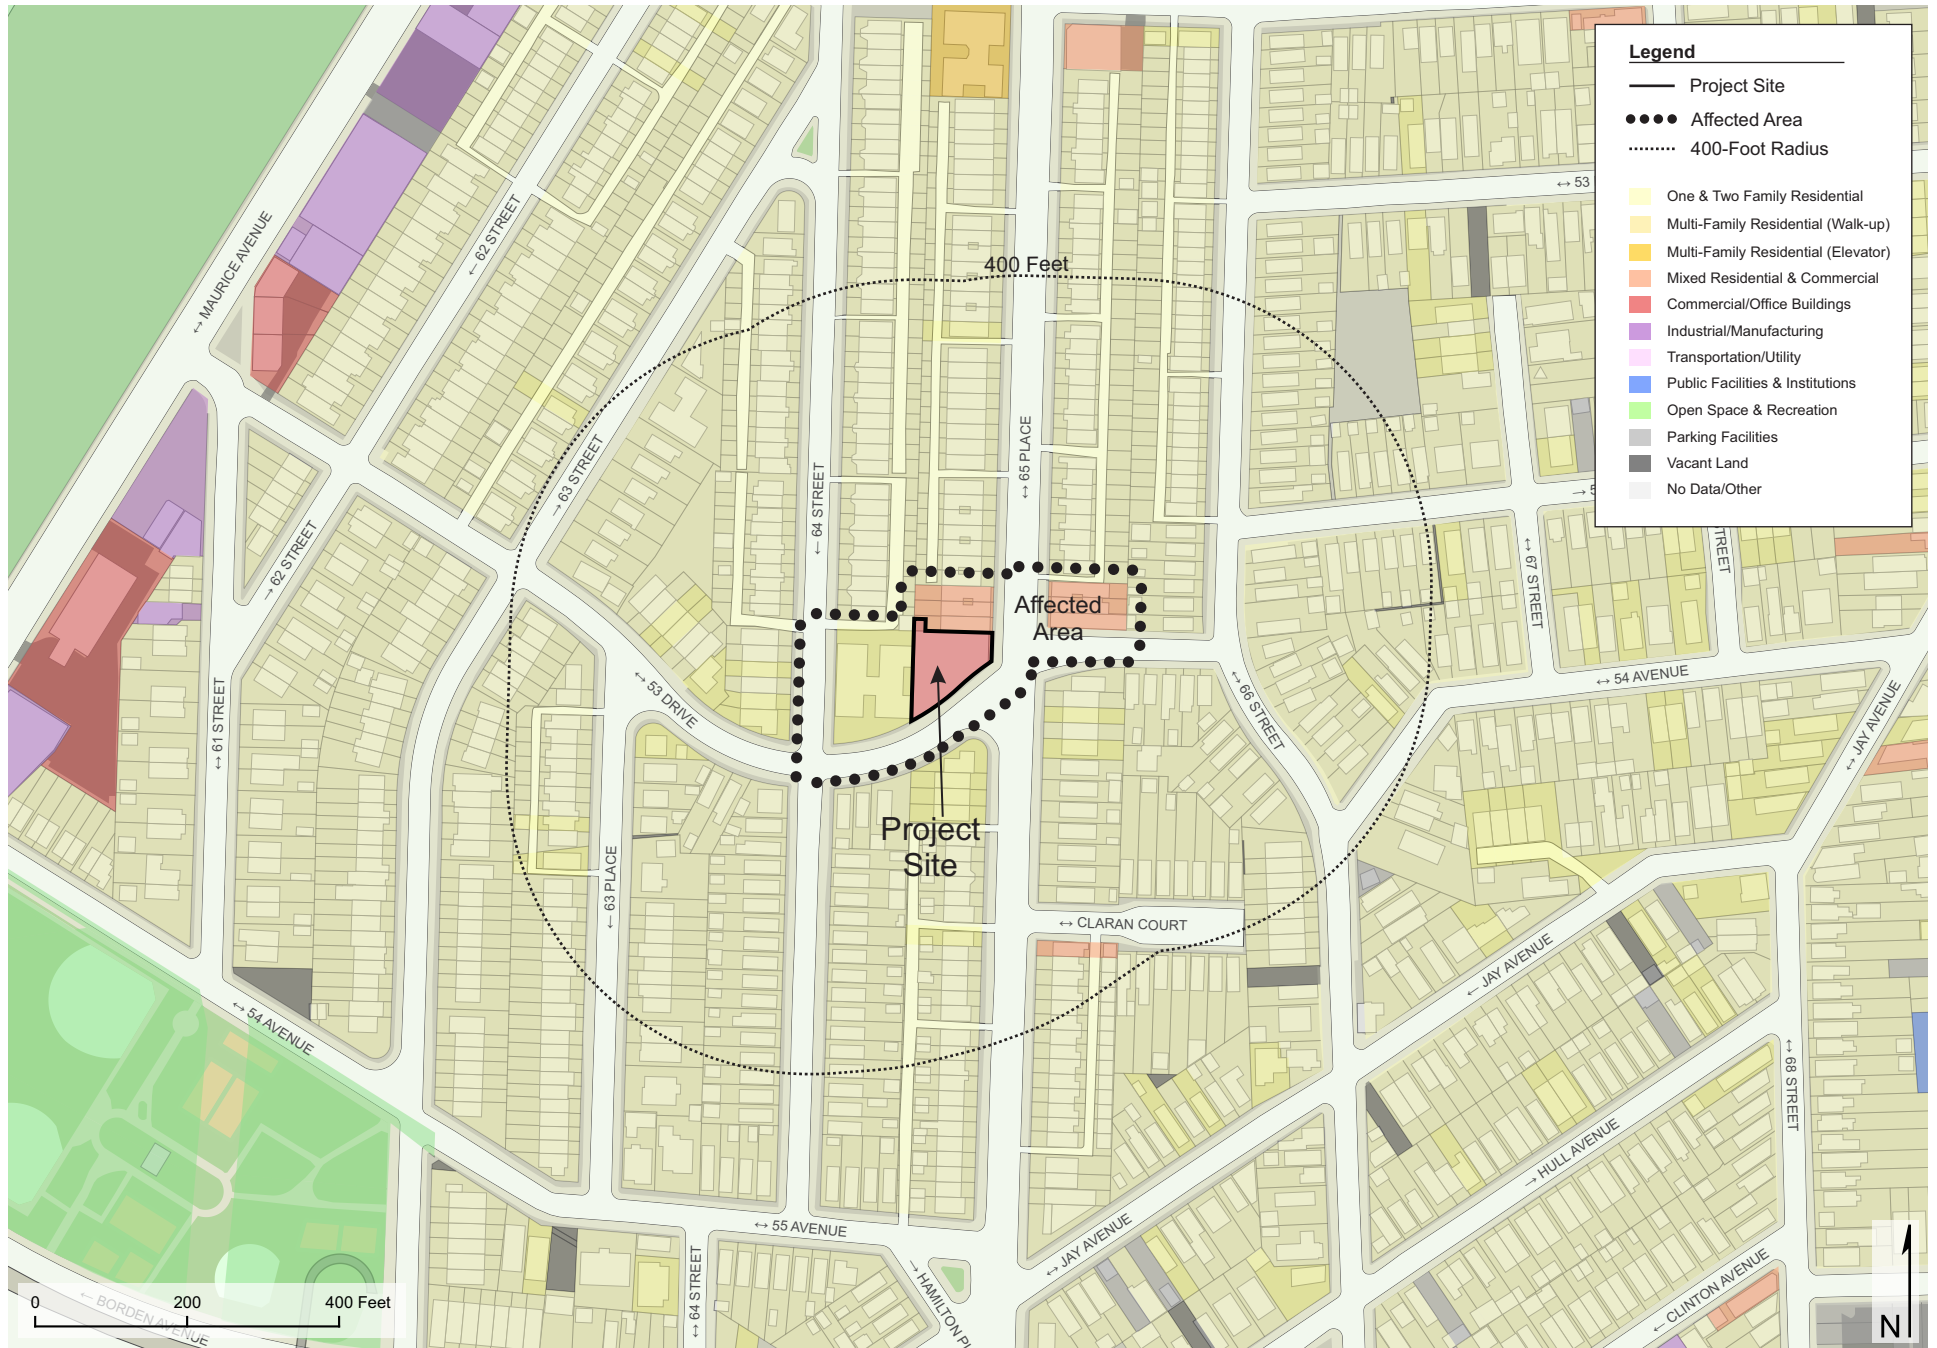 Legend
Project Site
Affected Area
400-Foot Radius
One & Two Family Residential
Multi-Family Residential (Walk-up)
Multi-Family Residential (Elevator)
Mixed Residential & Commercial
Commercial/Office Buildings
Industrial/Manufacturing
Transportation/Utility
Public Facilities & Institutions
Open Space & Recreation
Parking Facilities
Vacant Land
No Data/Other
↔ 53
↔ MAURICE AVENUE
← 62 STREET
400 Feet
↔ 65 PLACE
→ 63 STREET
← 64 STREET
→ 5
TREET
→ 62 STREET
↔ 67 STREET
Affected
Area
↔ 53 DRIVE
↔ 61 STREET
↔ 66 STREET
↔ 54 AVENUE
↔ JAY AVENUE
Project
Site
← 63 PLACE
↔ CLARAN COURT
← JAY AVENUE
↔ 54 AVENUE
↔ 68 STREET
→ HULL AVENUE
↔ 55 AVENUE
↔ JAY AVENUE
↔ 64 STREET
→ HAMILTON PL
← CLINTON AVENUE
0 200 400 Feet
← BORDEN AVENUE
N